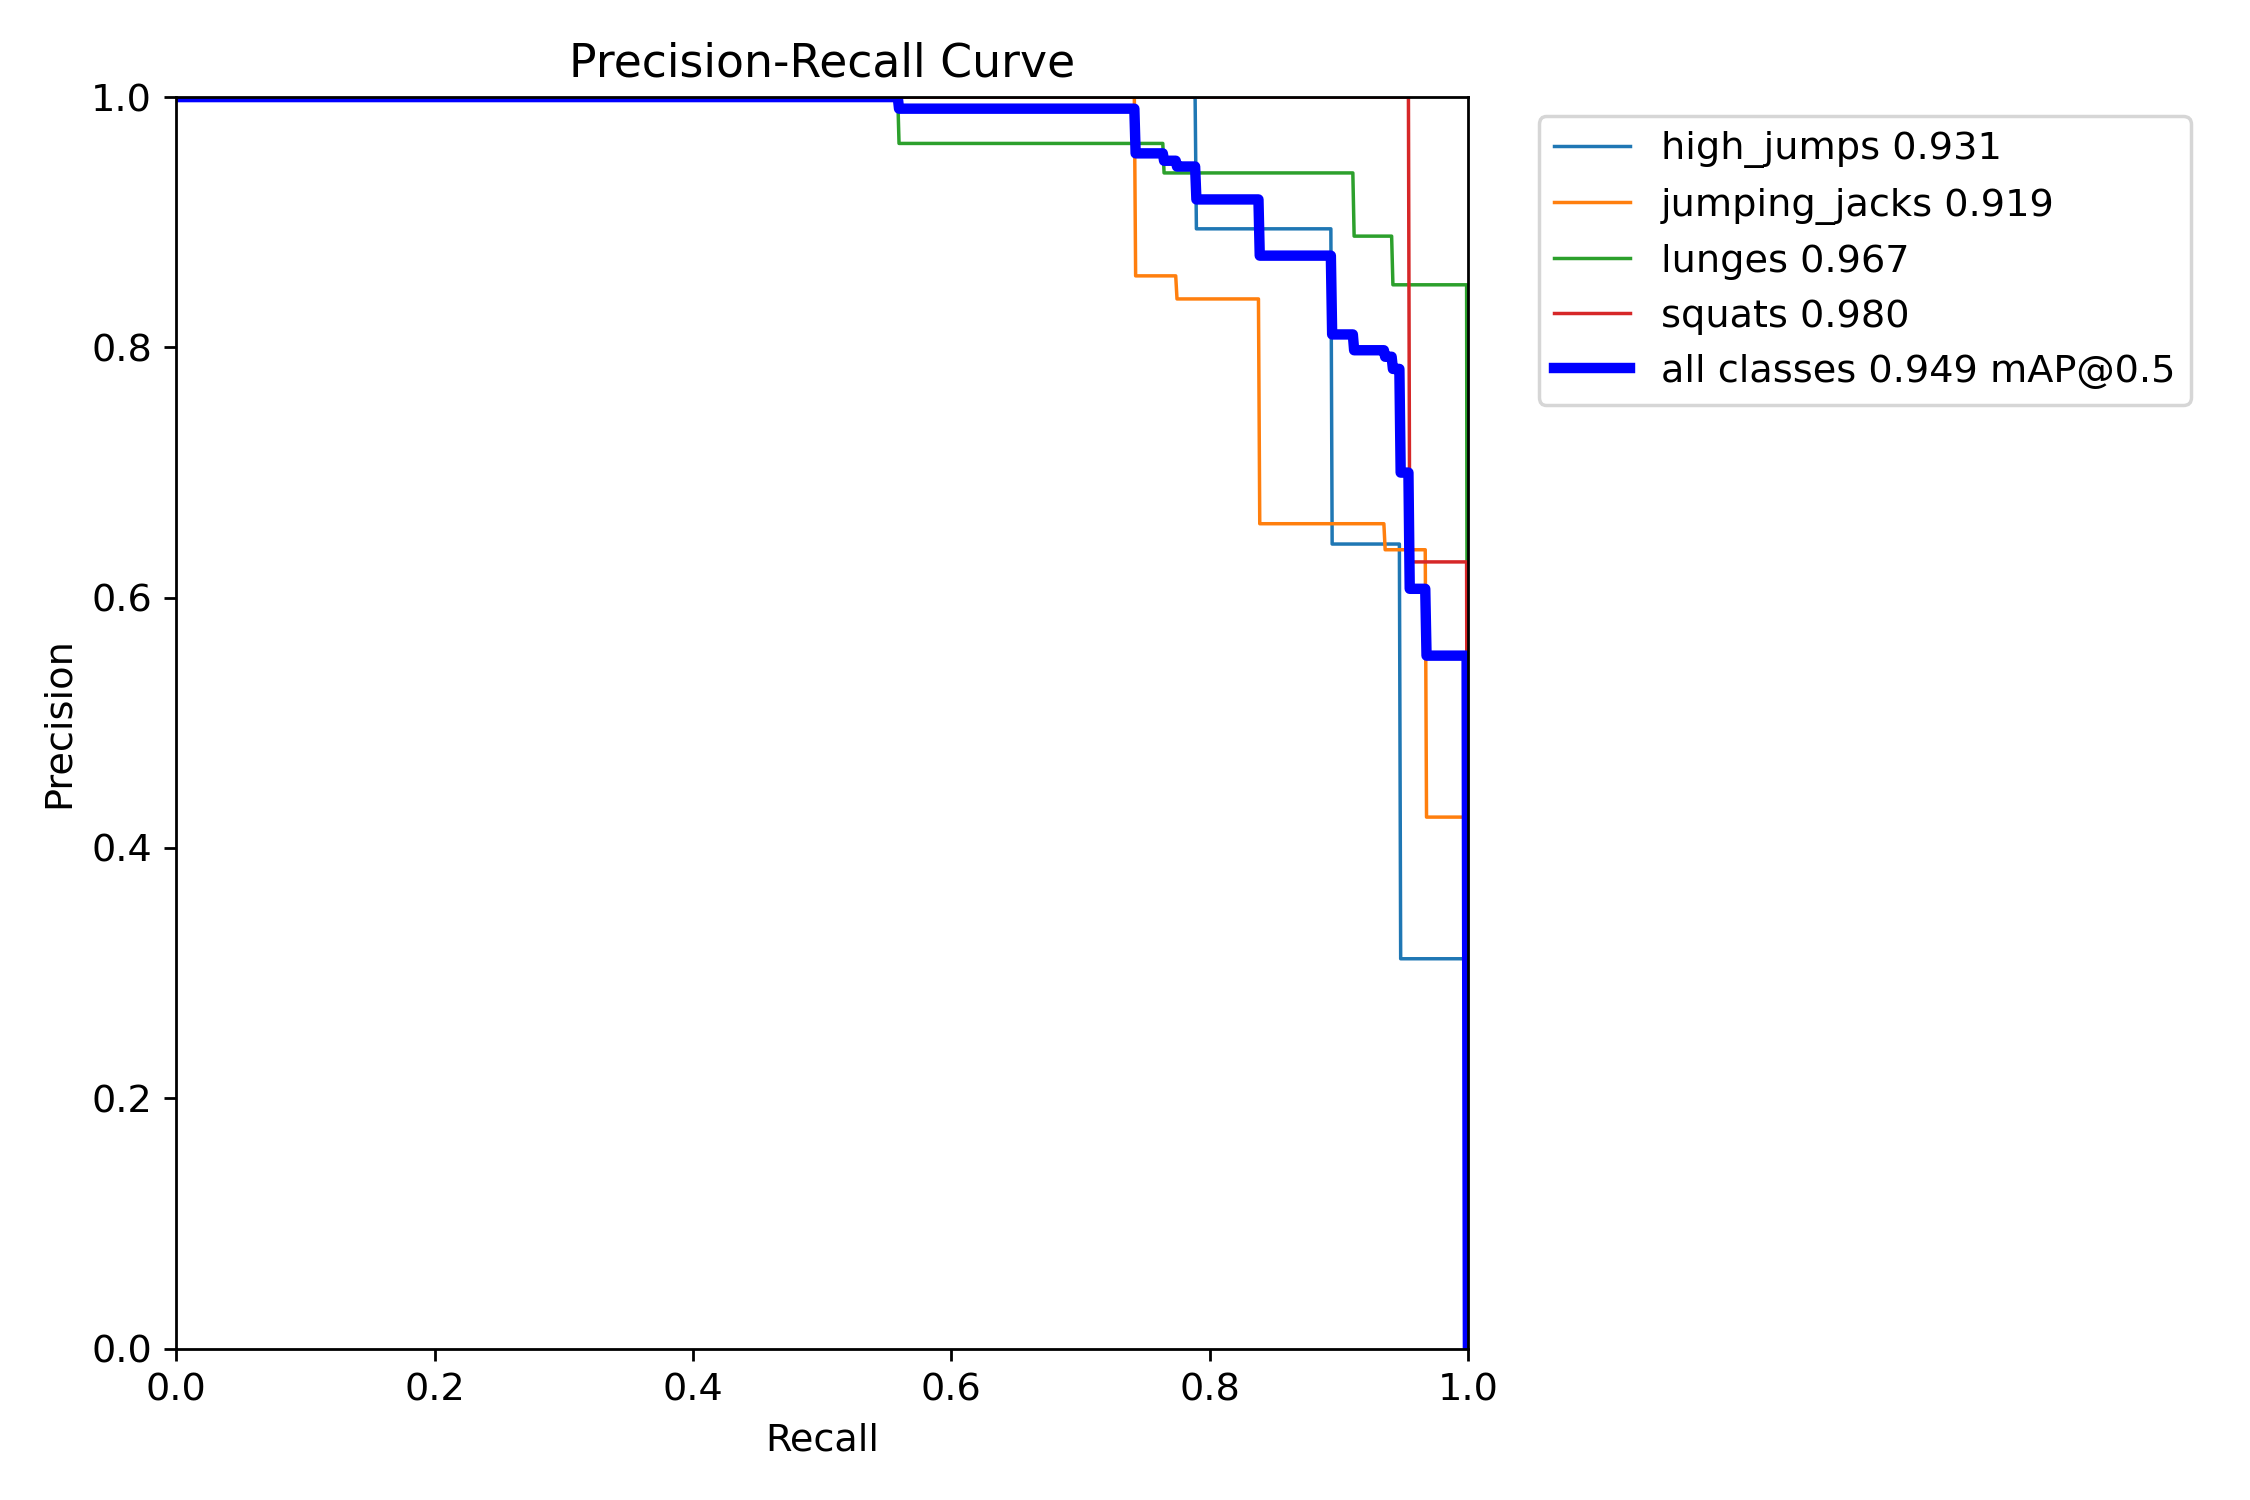 Precision-Recall Curve
1.0
0.8
0.6
0.4
0.2
0.0
Precision
0.0 0.2 0.4 0.6 0.8 1.0
Recall
high_jumps 0.931
jumping_jacks 0.919
lunges 0.967
squats 0.980
all classes 0.949 mAP@0.5